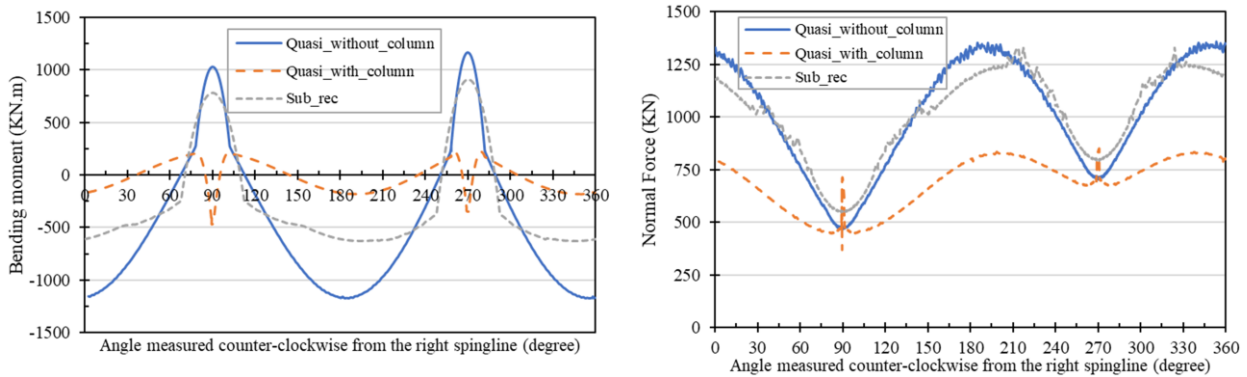 1500
1000
500
0
-500
-1000
-1500
Bending moment (KN.m)
Quasi_without_column
Quasi_with_column
Sub_rec
0 30 60 90 120 150 180 210 240 270 300 330 360
Angle measured counter-clockwise from the right spingline (degree)
1500
1250
1000
750
500
250
0
Normal Force (KN)
Quasi_without_column
Quasi_with_column
Sub_rec
0 30 60 90 120 150 180 210 240 270 300 330 360
Angle measured counter-clockwise from the right spingline (degree)